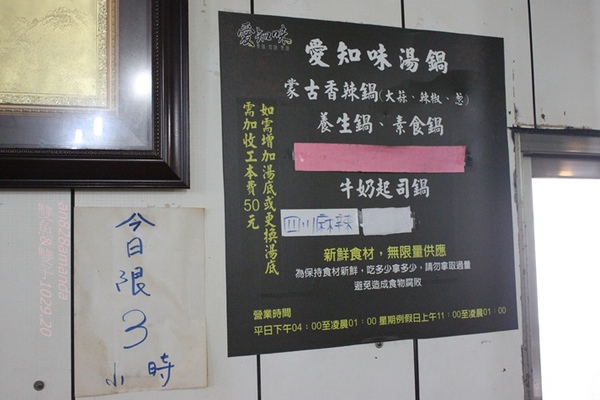 愛知味
愛知味湯鍋
蒙古香辣鍋(大蒜、辣椒、蔥)
養生鍋、素食鍋
牛奶起司鍋
四川麻辣
如需增加湯底或更換湯底
需加收工本費50元
新鮮食材，無限量供應
為保持食材新鮮，吃多少拿多少，請勿拿取過量
避免造成食物腐敗
營業時間
平日下午04：00至凌晨01：00 星期例假日上午11：00至凌晨01：00
今日限3
小時